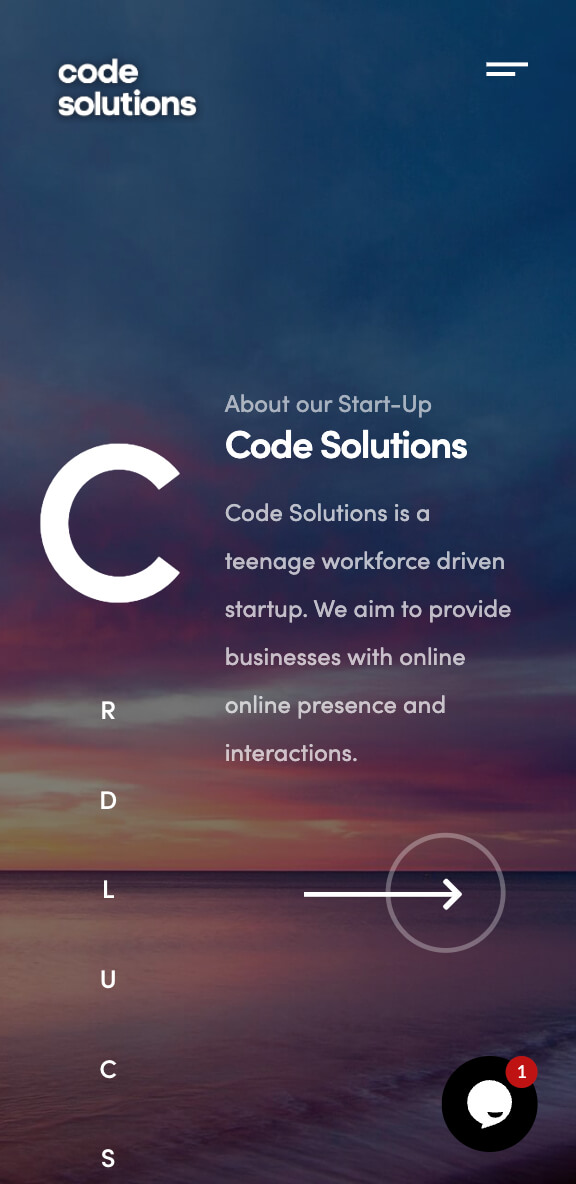 code
solutions
About our Start-Up
Code Solutions
Code Solutions is a
teenage workforce driven
startup. We aim to provide
businesses with online
online presence and
interactions.
C
R
D
L
U
C
S
1